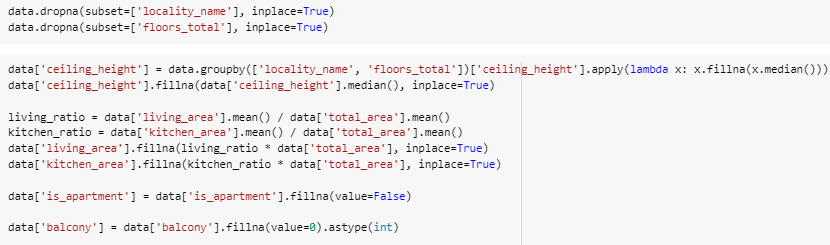 data.dropna(subset=['locality_name'], inplace=True)
data.dropna(subset=['floors_total'], inplace=True)
data['ceiling_height'] = data.groupby(['locality_name', 'floors_total'])['ceiling_height'].apply(lambda x: x.fillna(x.median()))
data['ceiling_height'].fillna(data['ceiling_height'].median(), inplace=True)
living_ratio = data['living_area'].mean() / data['total_area'].mean()
kitchen_ratio = data['kitchen_area'].mean() / data['total_area'].mean()
data['living_area'].fillna(living_ratio * data['total_area'], inplace=True)
data['kitchen_area'].fillna(kitchen_ratio * data['total_area'], inplace=True)
data['is_apartment'] = data['is_apartment'].fillna(value=False)
data['balcony'] = data['balcony'].fillna(value=0).astype(int)